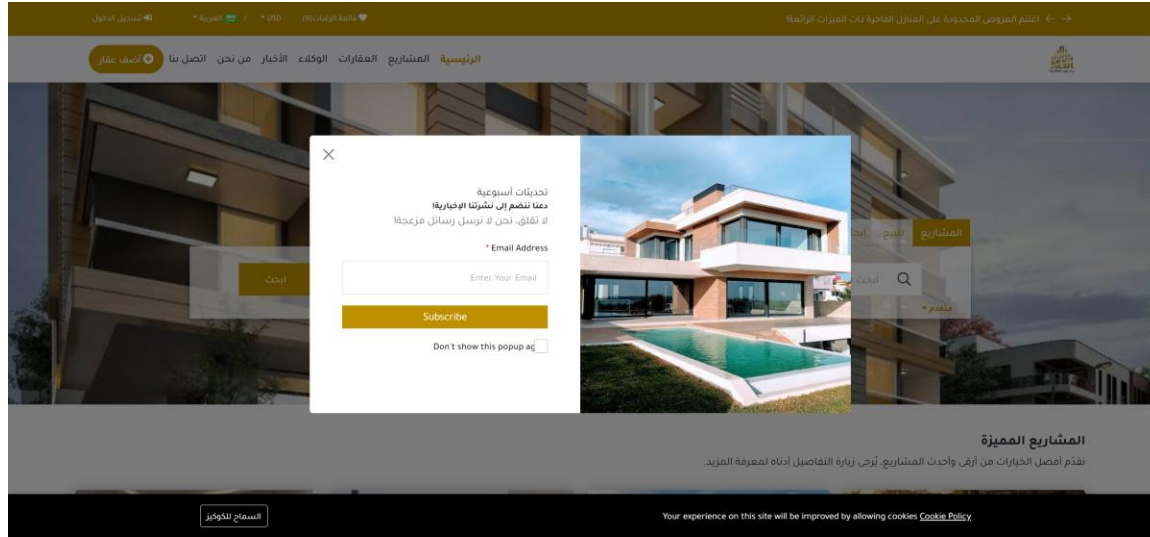 ← → اغتنم العروض المحدودة على المنازل الفاخرة ذات الميزات الرائعة!
قائمة الرغبات(0) USD / العربية تسجيل الدخول
الرئيسية المشاريع العقارات الوكلاء الأخبار من نحن اتصل بنا أضف عقار
تحديثات أسبوعية
دعنا ننضم إلى نشرتنا الإخبارية!
لا تقلق، نحن لا نرسل رسائل مزعجة!
Email Address *
Enter Your Email
Subscribe
Don't show this popup ag
المشاريع للبيع
ابحث
ابحث
متقدم
المشاريع المميزة
نقدّم أفضل الخيارات من أرقى وأحدث المشاريع. يُرجى زيارة التفاصيل أدناه لمعرفة المزيد.
Your experience on this site will be improved by allowing cookies Cookie Policy
السماح للكوكيز